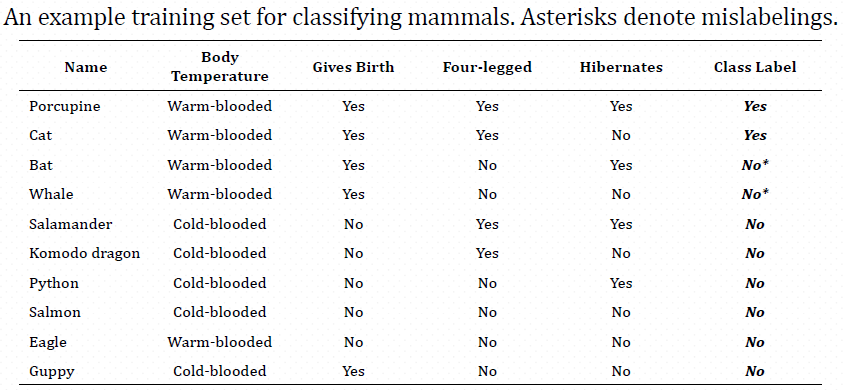 An example training set for classifying mammals. Asterisks denote mislabelings.
Name Body Temperature Gives Birth Four-legged Hibernates Class Label
Porcupine Warm-blooded Yes Yes Yes Yes
Cat Warm-blooded Yes Yes No Yes
Bat Warm-blooded Yes No Yes No*
Whale Warm-blooded Yes No No No*
Salamander Cold-blooded No Yes Yes No
Komodo dragon Cold-blooded No Yes No No
Python Cold-blooded No No Yes No
Salmon Cold-blooded No No No No
Eagle Warm-blooded No No No No
Guppy Cold-blooded Yes No No No